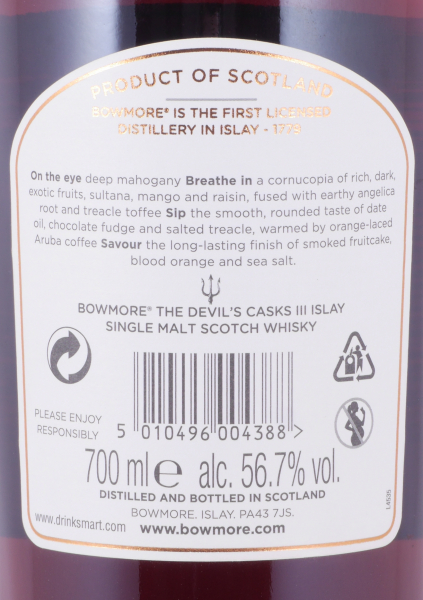 PRODUCT OF SCOTLAND
BOWMORE® IS THE FIRST LICENSED
DISTILLERY IN ISLAY - 1779
On the eye deep mahogany Breathe in a cornucopia of rich, dark,
exotic fruits, sultana, mango and raisin, fused with earthy angelica
root and treacle toffee Sip the smooth, rounded taste of date
oil, chocolate fudge and salted treacle, warmed by orange-laced
Aruba coffee Savour the long-lasting finish of smoked fruitcake,
blood orange and sea salt.
BOWMORE® THE DEVIL'S CASKS III ISLAY
SINGLE MALT SCOTCH WHISKY
PLEASE ENJOY
RESPONSIBLY
5 010496 004388 >
700 ml e alc. 56.7% vol.
DISTILLED AND BOTTLED IN SCOTLAND
BOWMORE. ISLAY. PA43 7JS.
www.drinksmart.com
www.bowmore.com
L4535